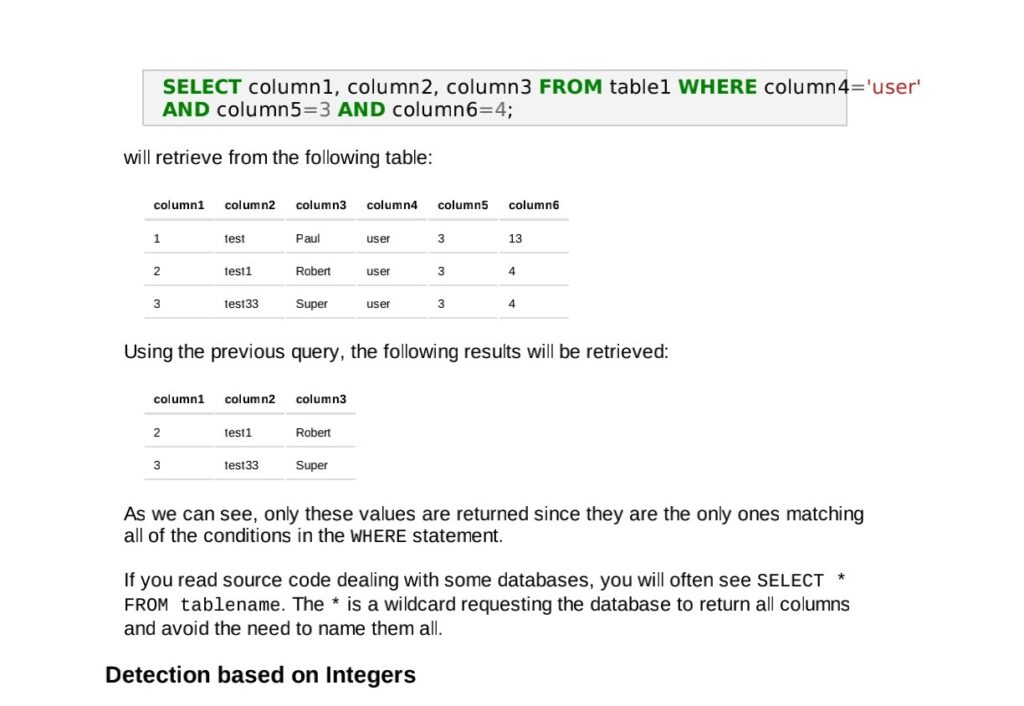 SELECT column1, column2, column3 FROM table1 WHERE column4='user'
AND column5=3 AND column6=4;
will retrieve from the following table:
column1 column2 column3 column4 column5 column6
1 test Paul user 3 13
2 test1 Robert user 3 4
3 test33 Super user 3 4
Using the previous query, the following results will be retrieved:
column1 column2 column3
2 test1 Robert
3 test33 Super
As we can see, only these values are returned since they are the only ones matching
all of the conditions in the WHERE statement.
If you read source code dealing with some databases, you will often see SELECT *
FROM tablename. The * is a wildcard requesting the database to return all columns
and avoid the need to name them all.
Detection based on Integers